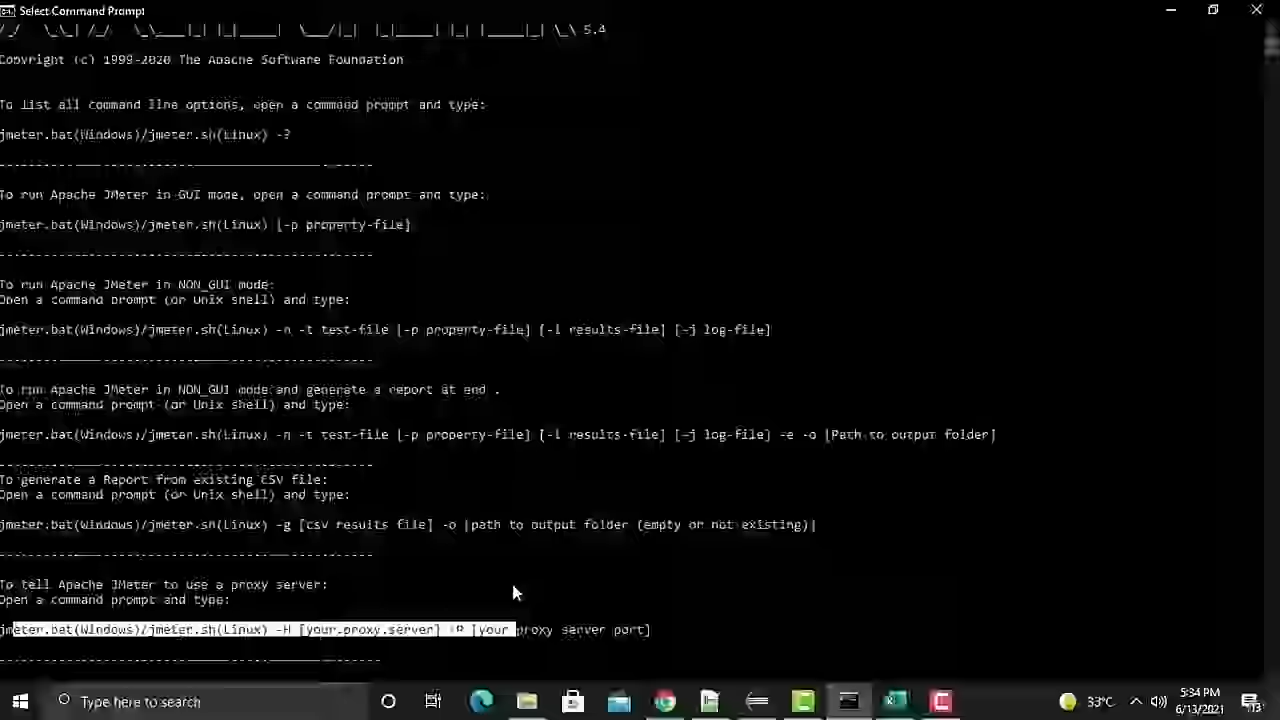 Select Command Prompt
5.4
Copyright (c) 1999-2020 The Apache Software Foundation
To list all command line options, open a command prompt and type:
jmeter.bat(Windows)/jmeter.sh(Linux) -?
To run Apache JMeter in GUI mode, open a command prompt and type:
jmeter.bat(Windows)/jmeter.sh(Linux) [-p property-file]
To run Apache JMeter in NON_GUI mode:
Open a command prompt (or Unix shell) and type:
jmeter.bat(Windows)/jmeter.sh(Linux) -n -t test-file [-p property-file] [-l results-file] [-j log-file]
To run Apache JMeter in NON_GUI mode and generate a report at end .
Open a command prompt (or Unix shell) and type:
jmeter.bat(Windows)/jmeter.sh(Linux) -n -t test-file [-p property-file] [-l results-file] [-j log-file] -e -o [Path to output folder]
To generate a Report from existing CSV file:
Open a command prompt (or Unix shell) and type:
jmeter.bat(Windows)/jmeter.sh(Linux) -g [csv results file] -o [path to output folder (empty or not existing)]
To tell Apache JMeter to use a proxy server:
Open a command prompt and type:
jmeter.bat(Windows)/jmeter.sh(Linux) -H [your.proxy.server] -P [your proxy server port]
Type here to search
33°C
5:34 PM
6/13/2021